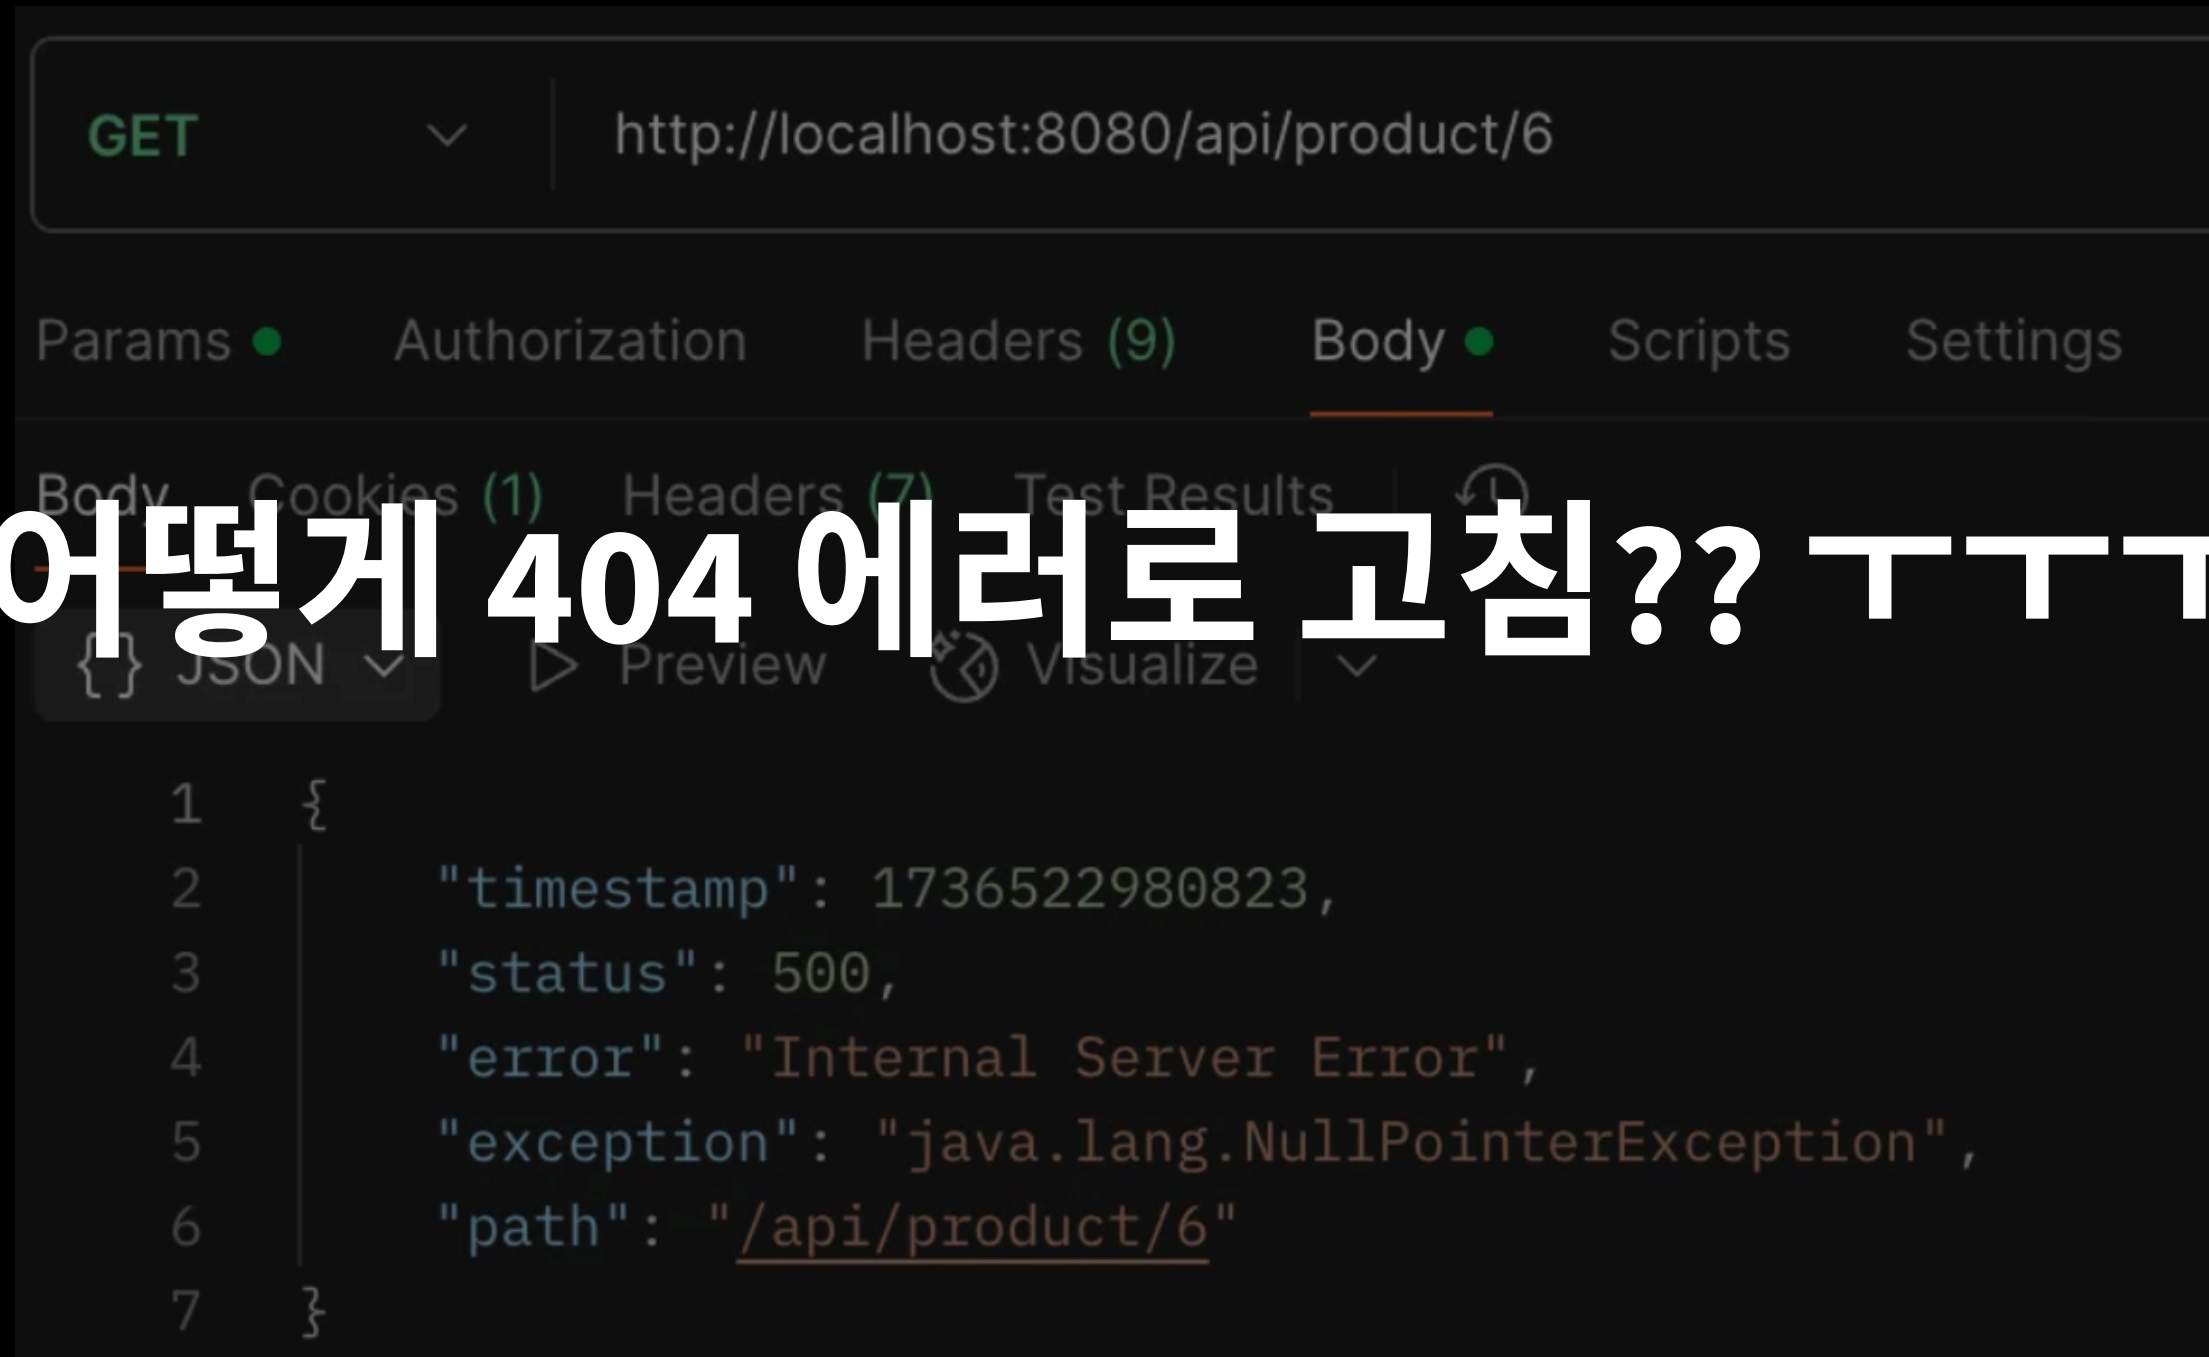 GET http://localhost:8080/api/product/6
Params Authorization Headers (9) Body Scripts Settings
Body Cookies (1) Headers (7) Test Results
어떻게 404 에러로 고침?? ㅜㅜㅜ
{} JSON Preview Visualize
1 {
2 "timestamp": 1736522980823,
3 "status": 500,
4 "error": "Internal Server Error",
5 "exception": "java.lang.NullPointerException",
6 "path": "/api/product/6"
7 }